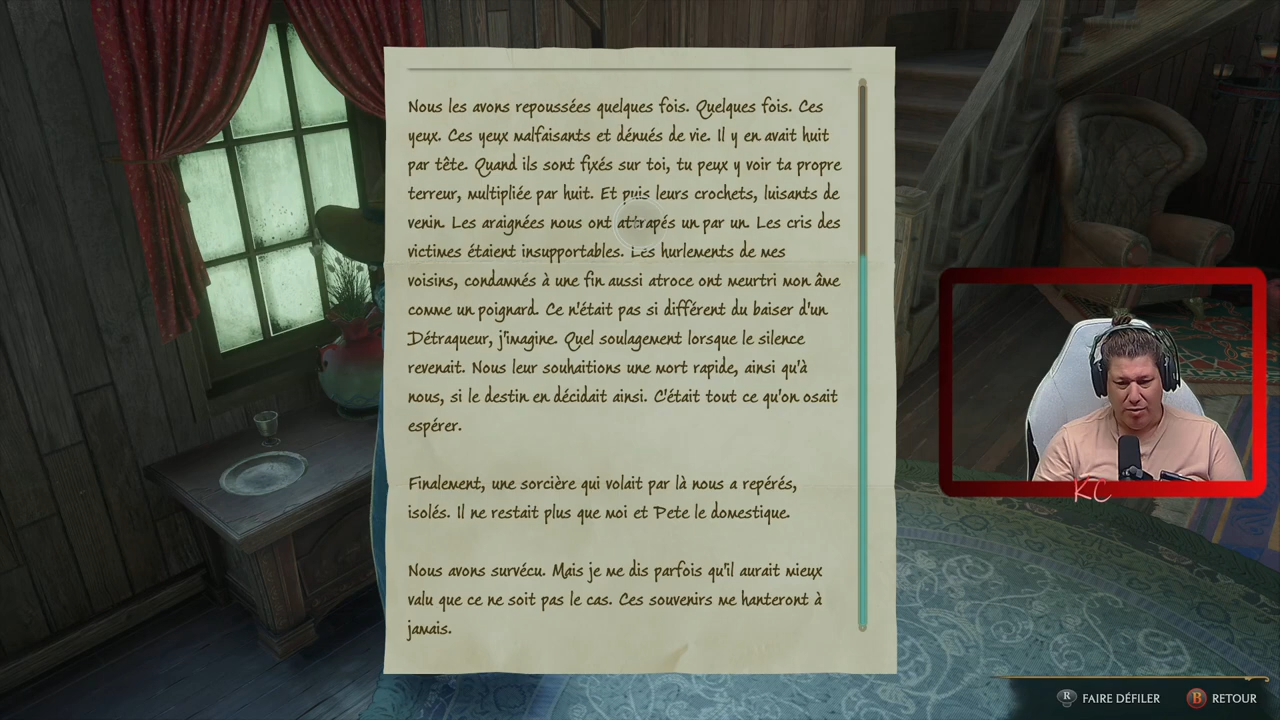 Nous les avons repoussées quelques fois. Quelques fois. Ces
yeux. Ces yeux malfaisants et dénués de vie. Il y en avait huit
par tête. Quand ils sont fixés sur toi, tu peux y voir ta propre
terreur, multipliée par huit. Et puis leurs crochets, luisants de
venin. Les araignées nous ont attrapés un par un. Les cris des
victimes étaient insupportables. Les hurlements de mes
voisins, condamnés à une fin aussi atroce ont meurtri mon âme
comme un poignard. Ce n'était pas si différent du baiser d'un
Détraqueur, j'imagine. Quel soulagement lorsque le silence
revenait. Nous leur souhaitions une mort rapide, ainsi qu'à
nous, si le destin en décidait ainsi. C'était tout ce qu'on osait
espérer.
Finalement, une sorcière qui volait par là nous a repérés,
isolés. Il ne restait plus que moi et Pete le domestique.
Nous avons survécu. Mais je me dis parfois qu'il aurait mieux
valu que ce ne soit pas le cas. Ces souvenirs me hanteront à
jamais.
KC
R FAIRE DÉFILER
B RETOUR